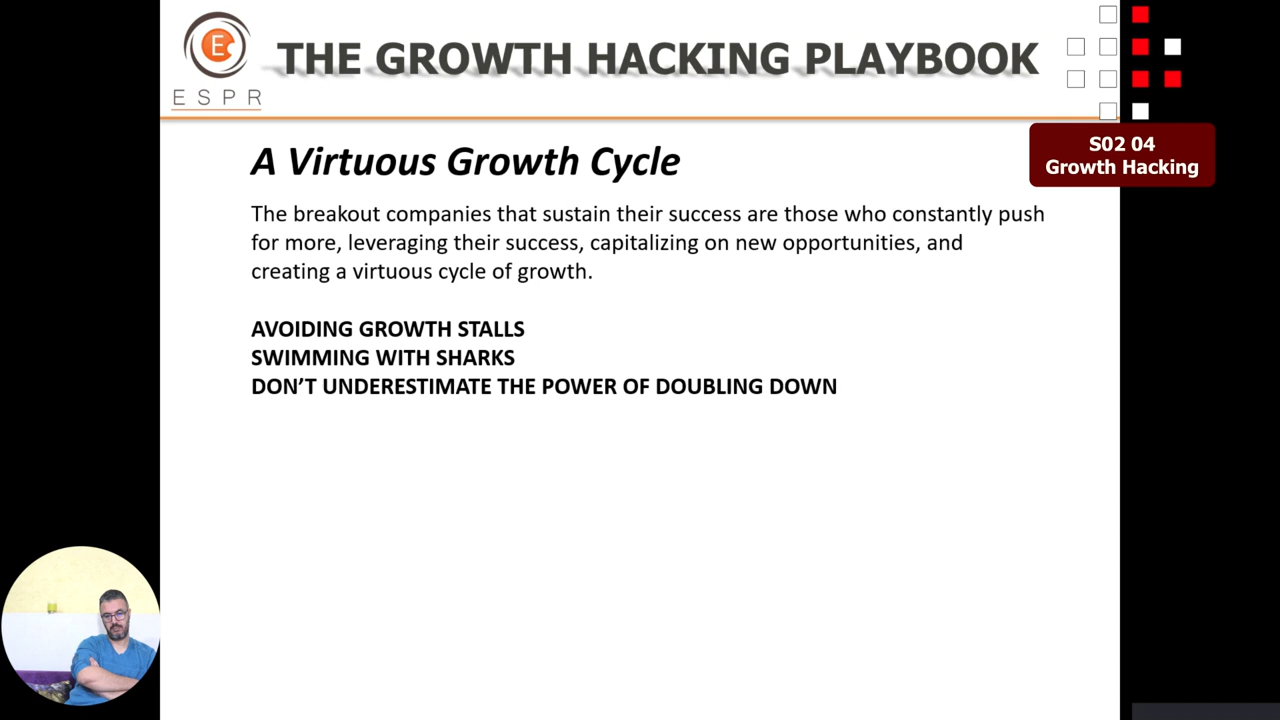 E
ESPR
THE GROWTH HACKING PLAYBOOK
S02 04
Growth Hacking
A Virtuous Growth Cycle
The breakout companies that sustain their success are those who constantly push
for more, leveraging their success, capitalizing on new opportunities, and
creating a virtuous cycle of growth.
AVOIDING GROWTH STALLS
SWIMMING WITH SHARKS
DON’T UNDERESTIMATE THE POWER OF DOUBLING DOWN